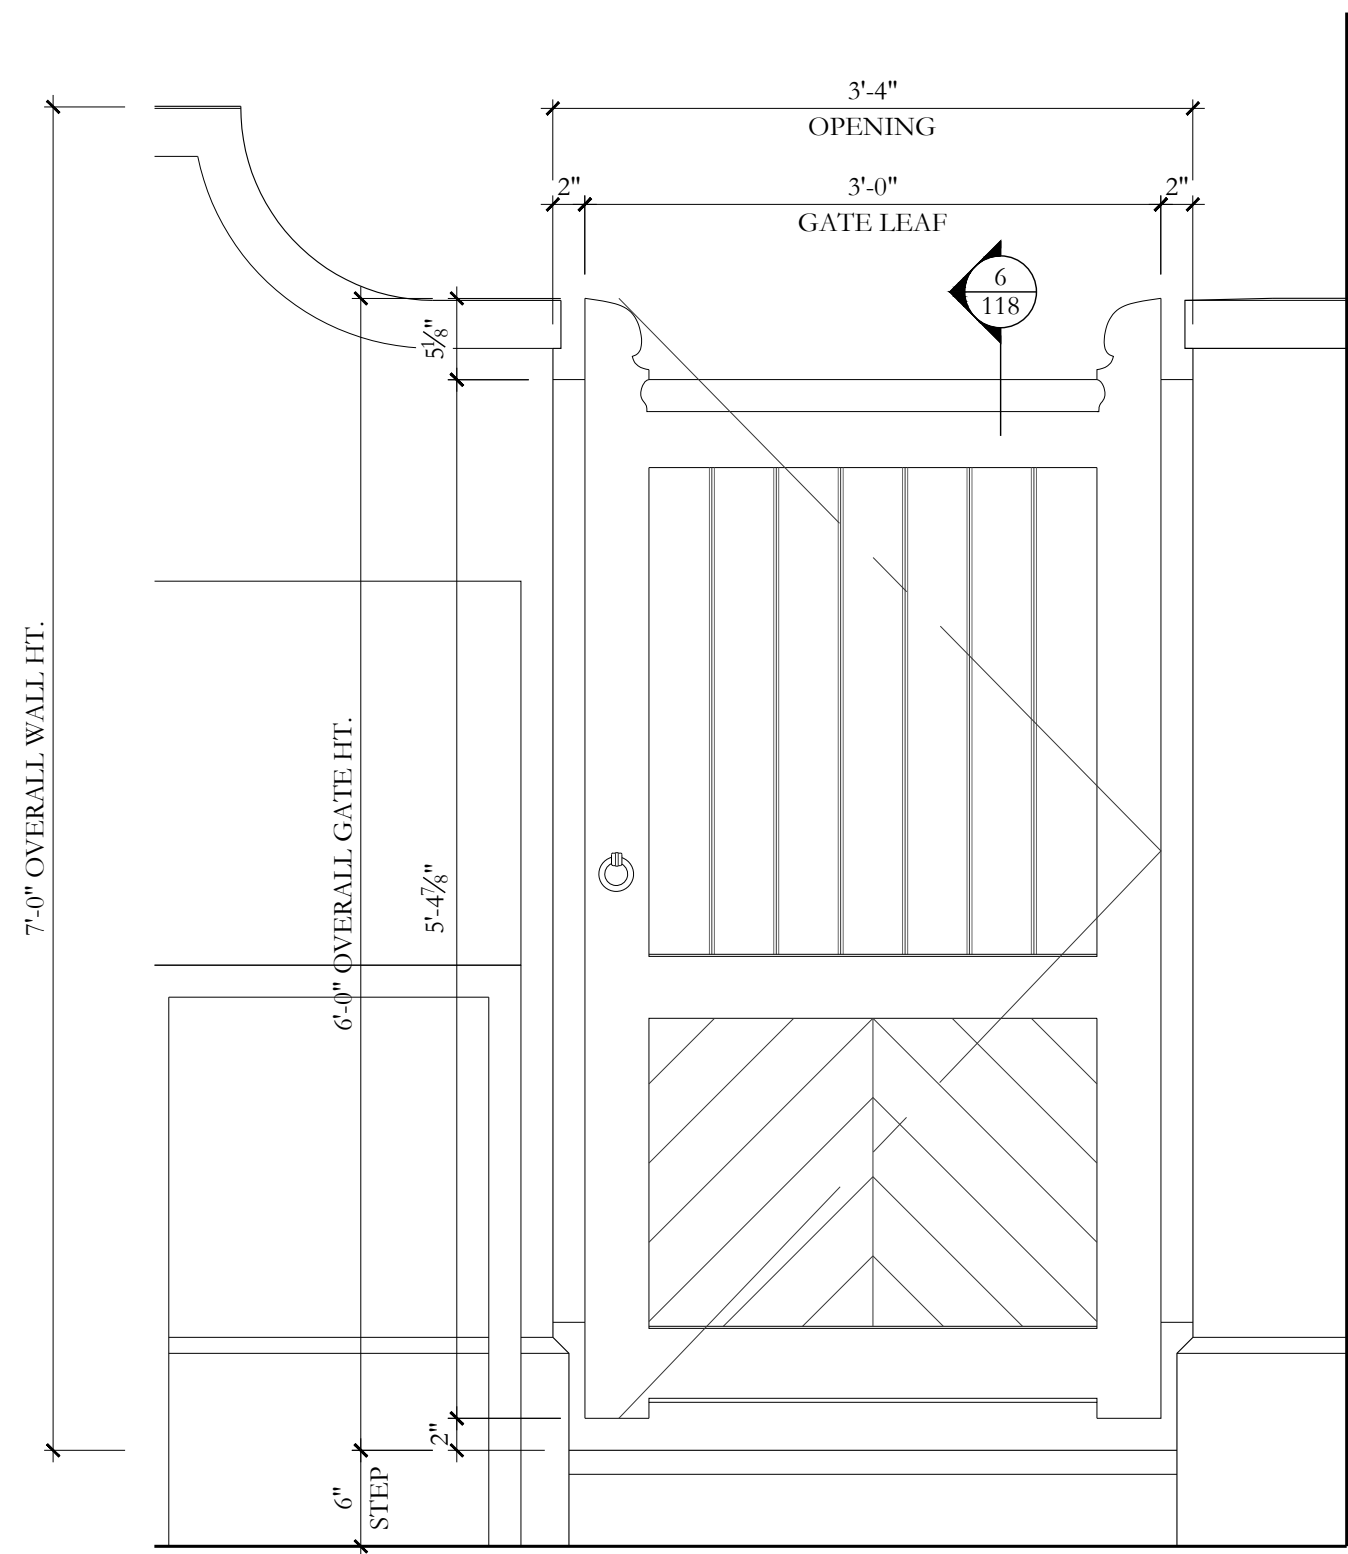 3'-4"
OPENING
2"
3'-0"
2"
GATE LEAF
6
118
5⅛"
7'-0" OVERALL WALL HT.
6'-0" OVERALL GATE HT.
5'-4⅞"
2"
6"
STEP